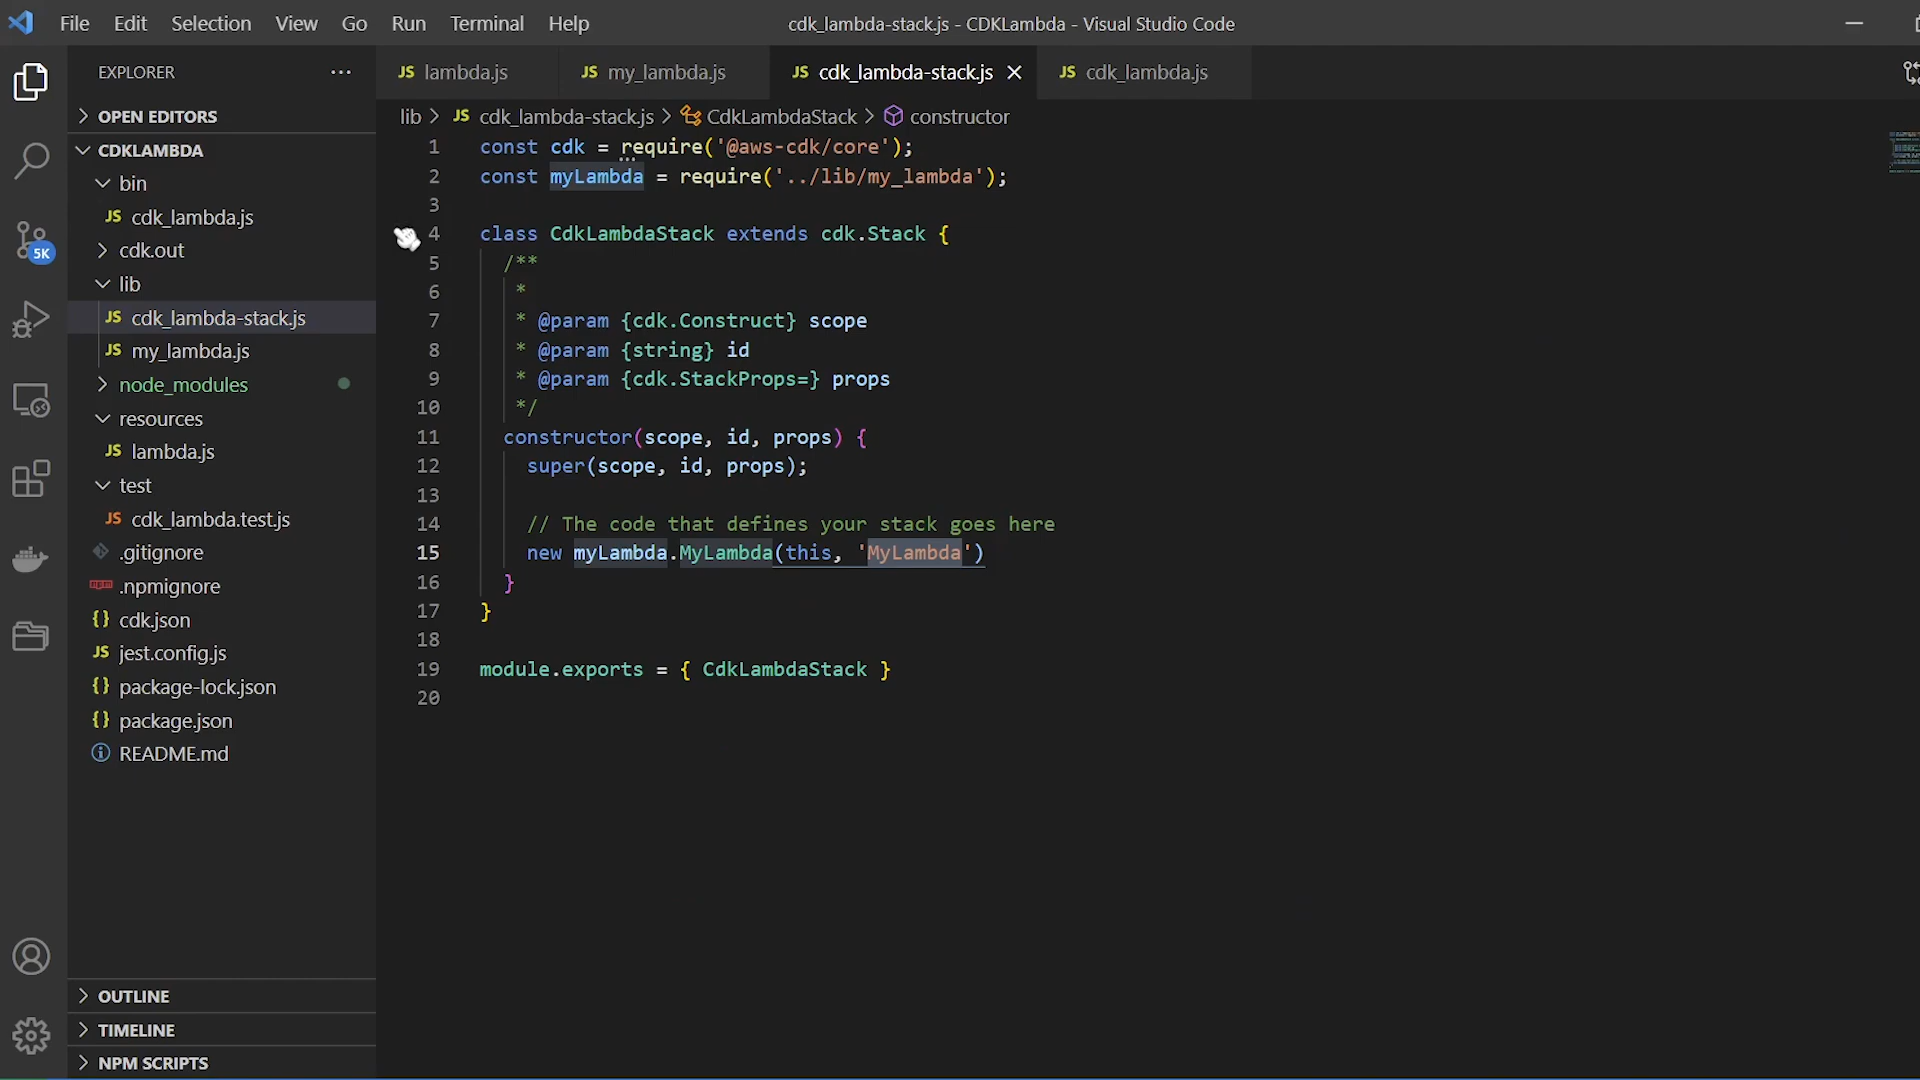 File Edit Selection View Go Run Terminal Help
cdk_lambda-stack.js - CDKLambda - Visual Studio Code
EXPLORER
OPEN EDITORS
CDKLAMBDA
bin
JS cdk_lambda.js
cdk.out
lib
JS cdk_lambda-stack.js
JS my_lambda.js
node_modules
resources
JS lambda.js
test
JS cdk_lambda.test.js
.gitignore
npm .npmignore
{} cdk.json
JS jest.config.js
{} package-lock.json
{} package.json
README.md
OUTLINE
TIMELINE
NPM SCRIPTS
5K
JS lambda.js JS my_lambda.js JS cdk_lambda-stack.js JS cdk_lambda.js
lib > JS cdk_lambda-stack.js > CdkLambdaStack > constructor
1 const cdk = require('@aws-cdk/core');
2 const myLambda = require('../lib/my_lambda');
3
4 class CdkLambdaStack extends cdk.Stack {
5 /**
6 *
7 * @param {cdk.Construct} scope
8 * @param {string} id
9 * @param {cdk.StackProps=} props
10 */
11 constructor(scope, id, props) {
12 super(scope, id, props);
13
14 // The code that defines your stack goes here
15 new myLambda.MyLambda(this, 'MyLambda')
16 }
17 }
18
19 module.exports = { CdkLambdaStack }
20